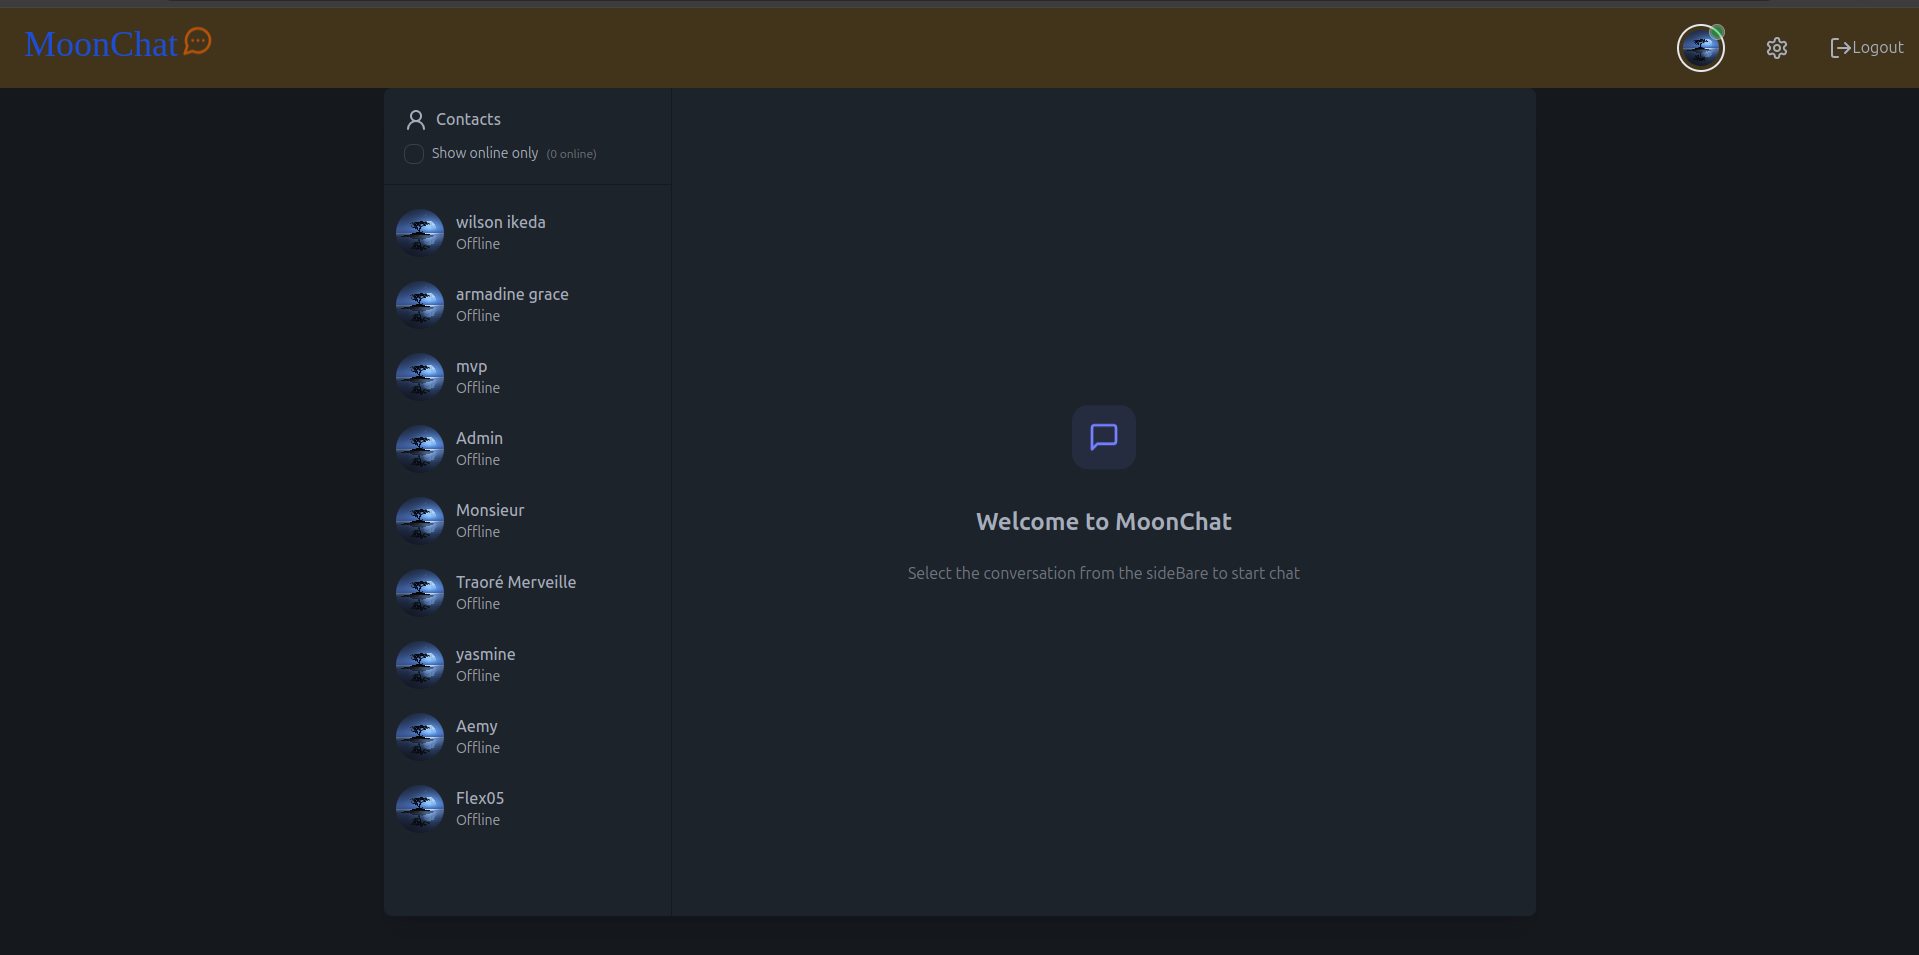 MoonChat
Logout
Contacts
Show online only (0 online)
wilson ikeda
Offline
armadine grace
Offline
mvp
Offline
Admin
Offline
Monsieur
Offline
Traoré Merveille
Offline
yasmine
Offline
Aemy
Offline
Flex05
Offline
Welcome to MoonChat
Select the conversation from the sideBare to start chat